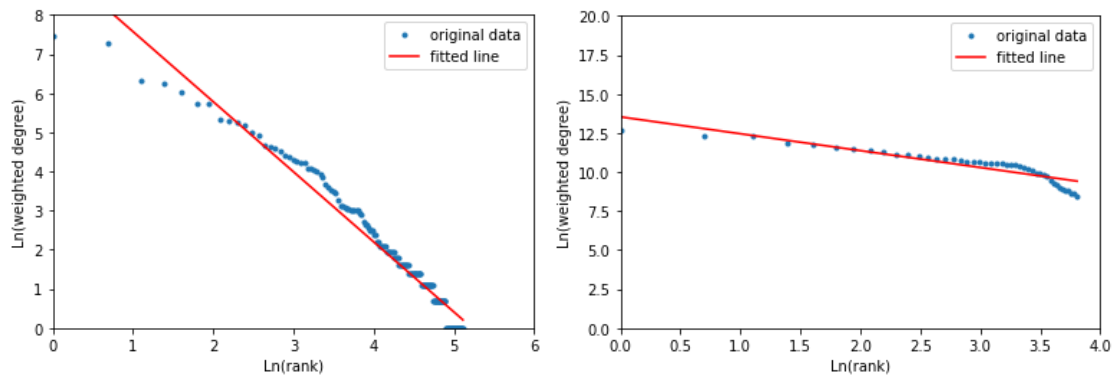 8
7
6
5
4
3
2
1
0
Ln(weighted degree)
original data
fitted line
0 1 2 3 4 5 6
Ln(rank)
20.0
17.5
15.0
12.5
10.0
7.5
5.0
2.5
0.0
Ln(weighted degree)
original data
fitted line
0.0 0.5 1.0 1.5 2.0 2.5 3.0 3.5 4.0
Ln(rank)